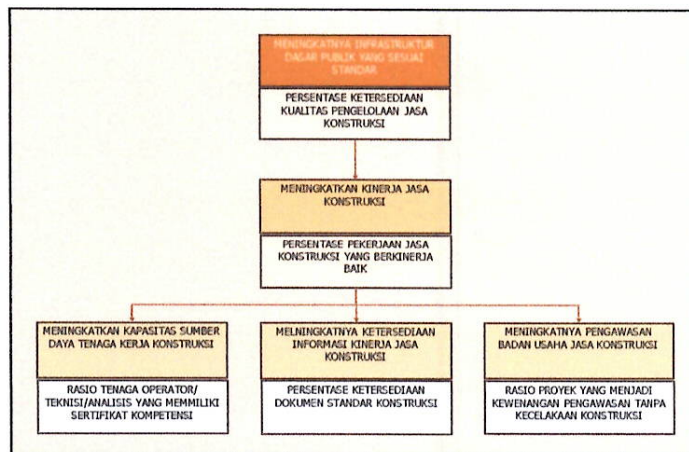 MENINGKATNYA INFRASTRUKTUR
DASAR PUBLIK YANG SESUAI
STANDAR
PERSENTASE KETERSEDIAAN
KUALITAS PENGELOLAAN JASA
KONSTRUKSI
MENINGKATKAN KINERJA JASA
KONSTRUKSI
PERSENTASE PEKERJAAN JASA
KONSTRUKSI YANG BERKINERJA
BAIK
MENINGKATKAN KAPASITAS SUMBER
DAYA TENAGA KERJA KONSTRUKSI
RASIO TENAGA OPERATOR/
TEKNISI/ANALISIS YANG MEMMILIKI
SERTIFIKAT KOMPETENSI
MELNINGKATNYA KETERSEDIAAN
INFORMASI KINERJA JASA
KONSTRUKSI
PERSENTASE KETERSEDIAAN
DOKUMEN STANDAR KONSTRUKSI
MENINGKATNYA PENGAWASAN
BADAN USAHA JASA KONSTRUKSI
RASIO PROYEK YANG MENJADI
KEWENANGAN PENGAWASAN TANPA
KECELAKAAN KONSTRUKSI